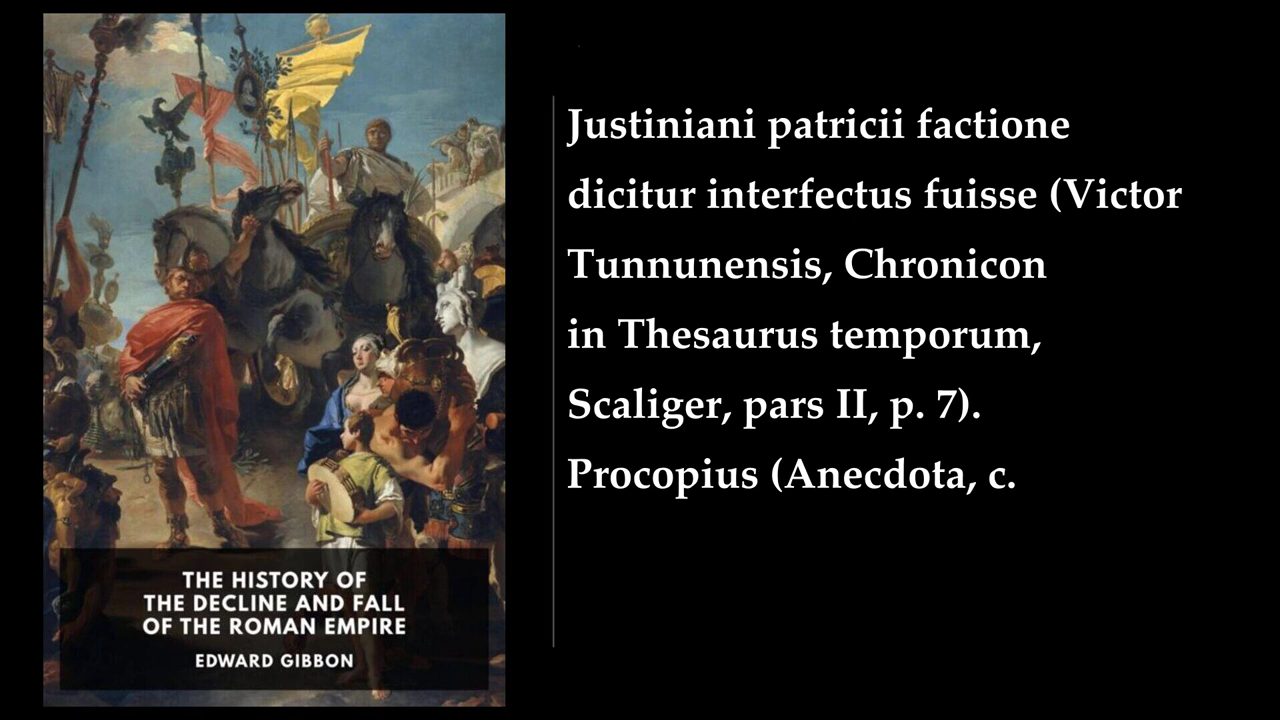 THE HISTORY OF
THE DECLINE AND FALL
OF THE ROMAN EMPIRE
EDWARD GIBBON
Justiniani patricii factione
dicitur interfectus fuisse (Victor
Tunnunensis, Chronicon
in Thesaurus temporum,
Scaliger, pars II, p. 7).
Procopius (Anecdota, c.